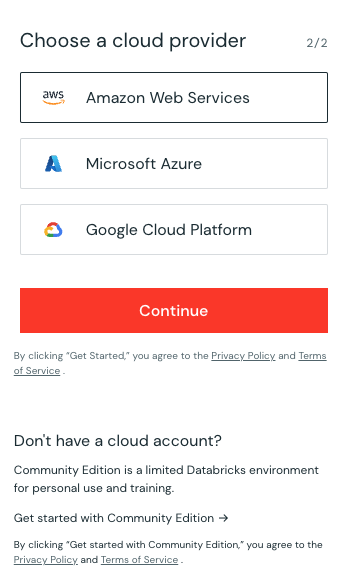 Choose a cloud provider 2/2
aws Amazon Web Services
Microsoft Azure
Google Cloud Platform
Continue
By clicking “Get Started,” you agree to the Privacy Policy and Terms
of Service .
Don't have a cloud account?
Community Edition is a limited Databricks environment
for personal use and training.
Get started with Community Edition →
By clicking “Get started with Community Edition,” you agree to the
Privacy Policy and Terms of Service .